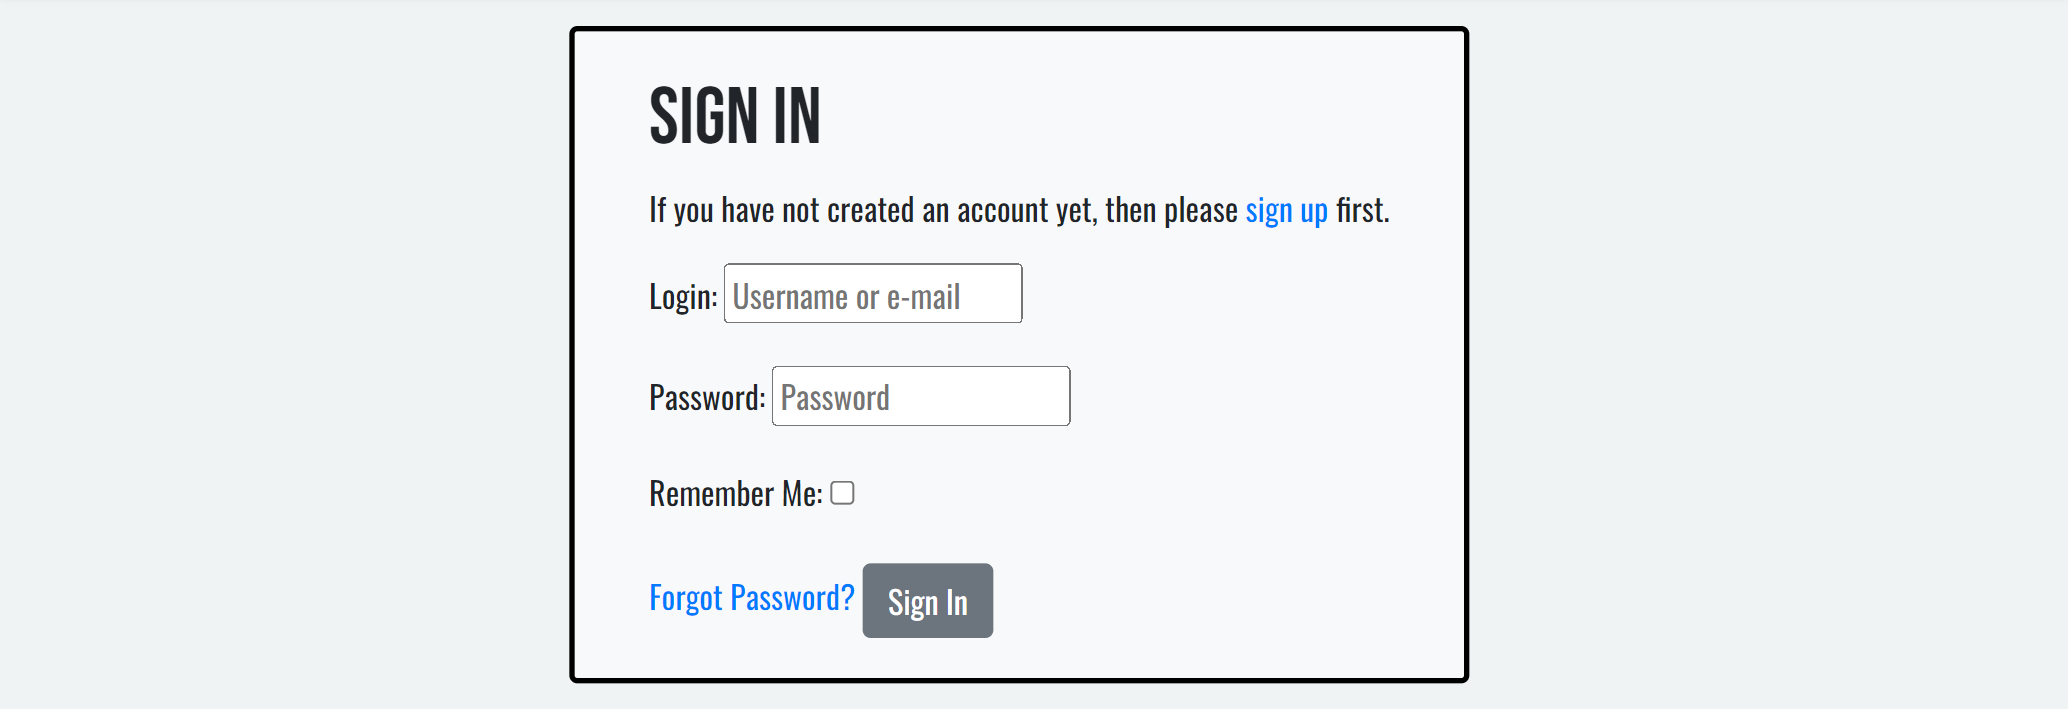 SIGN IN
If you have not created an account yet, then please sign up first.
Login: Username or e-mail
Password: Password
Remember Me:
Forgot Password? Sign In